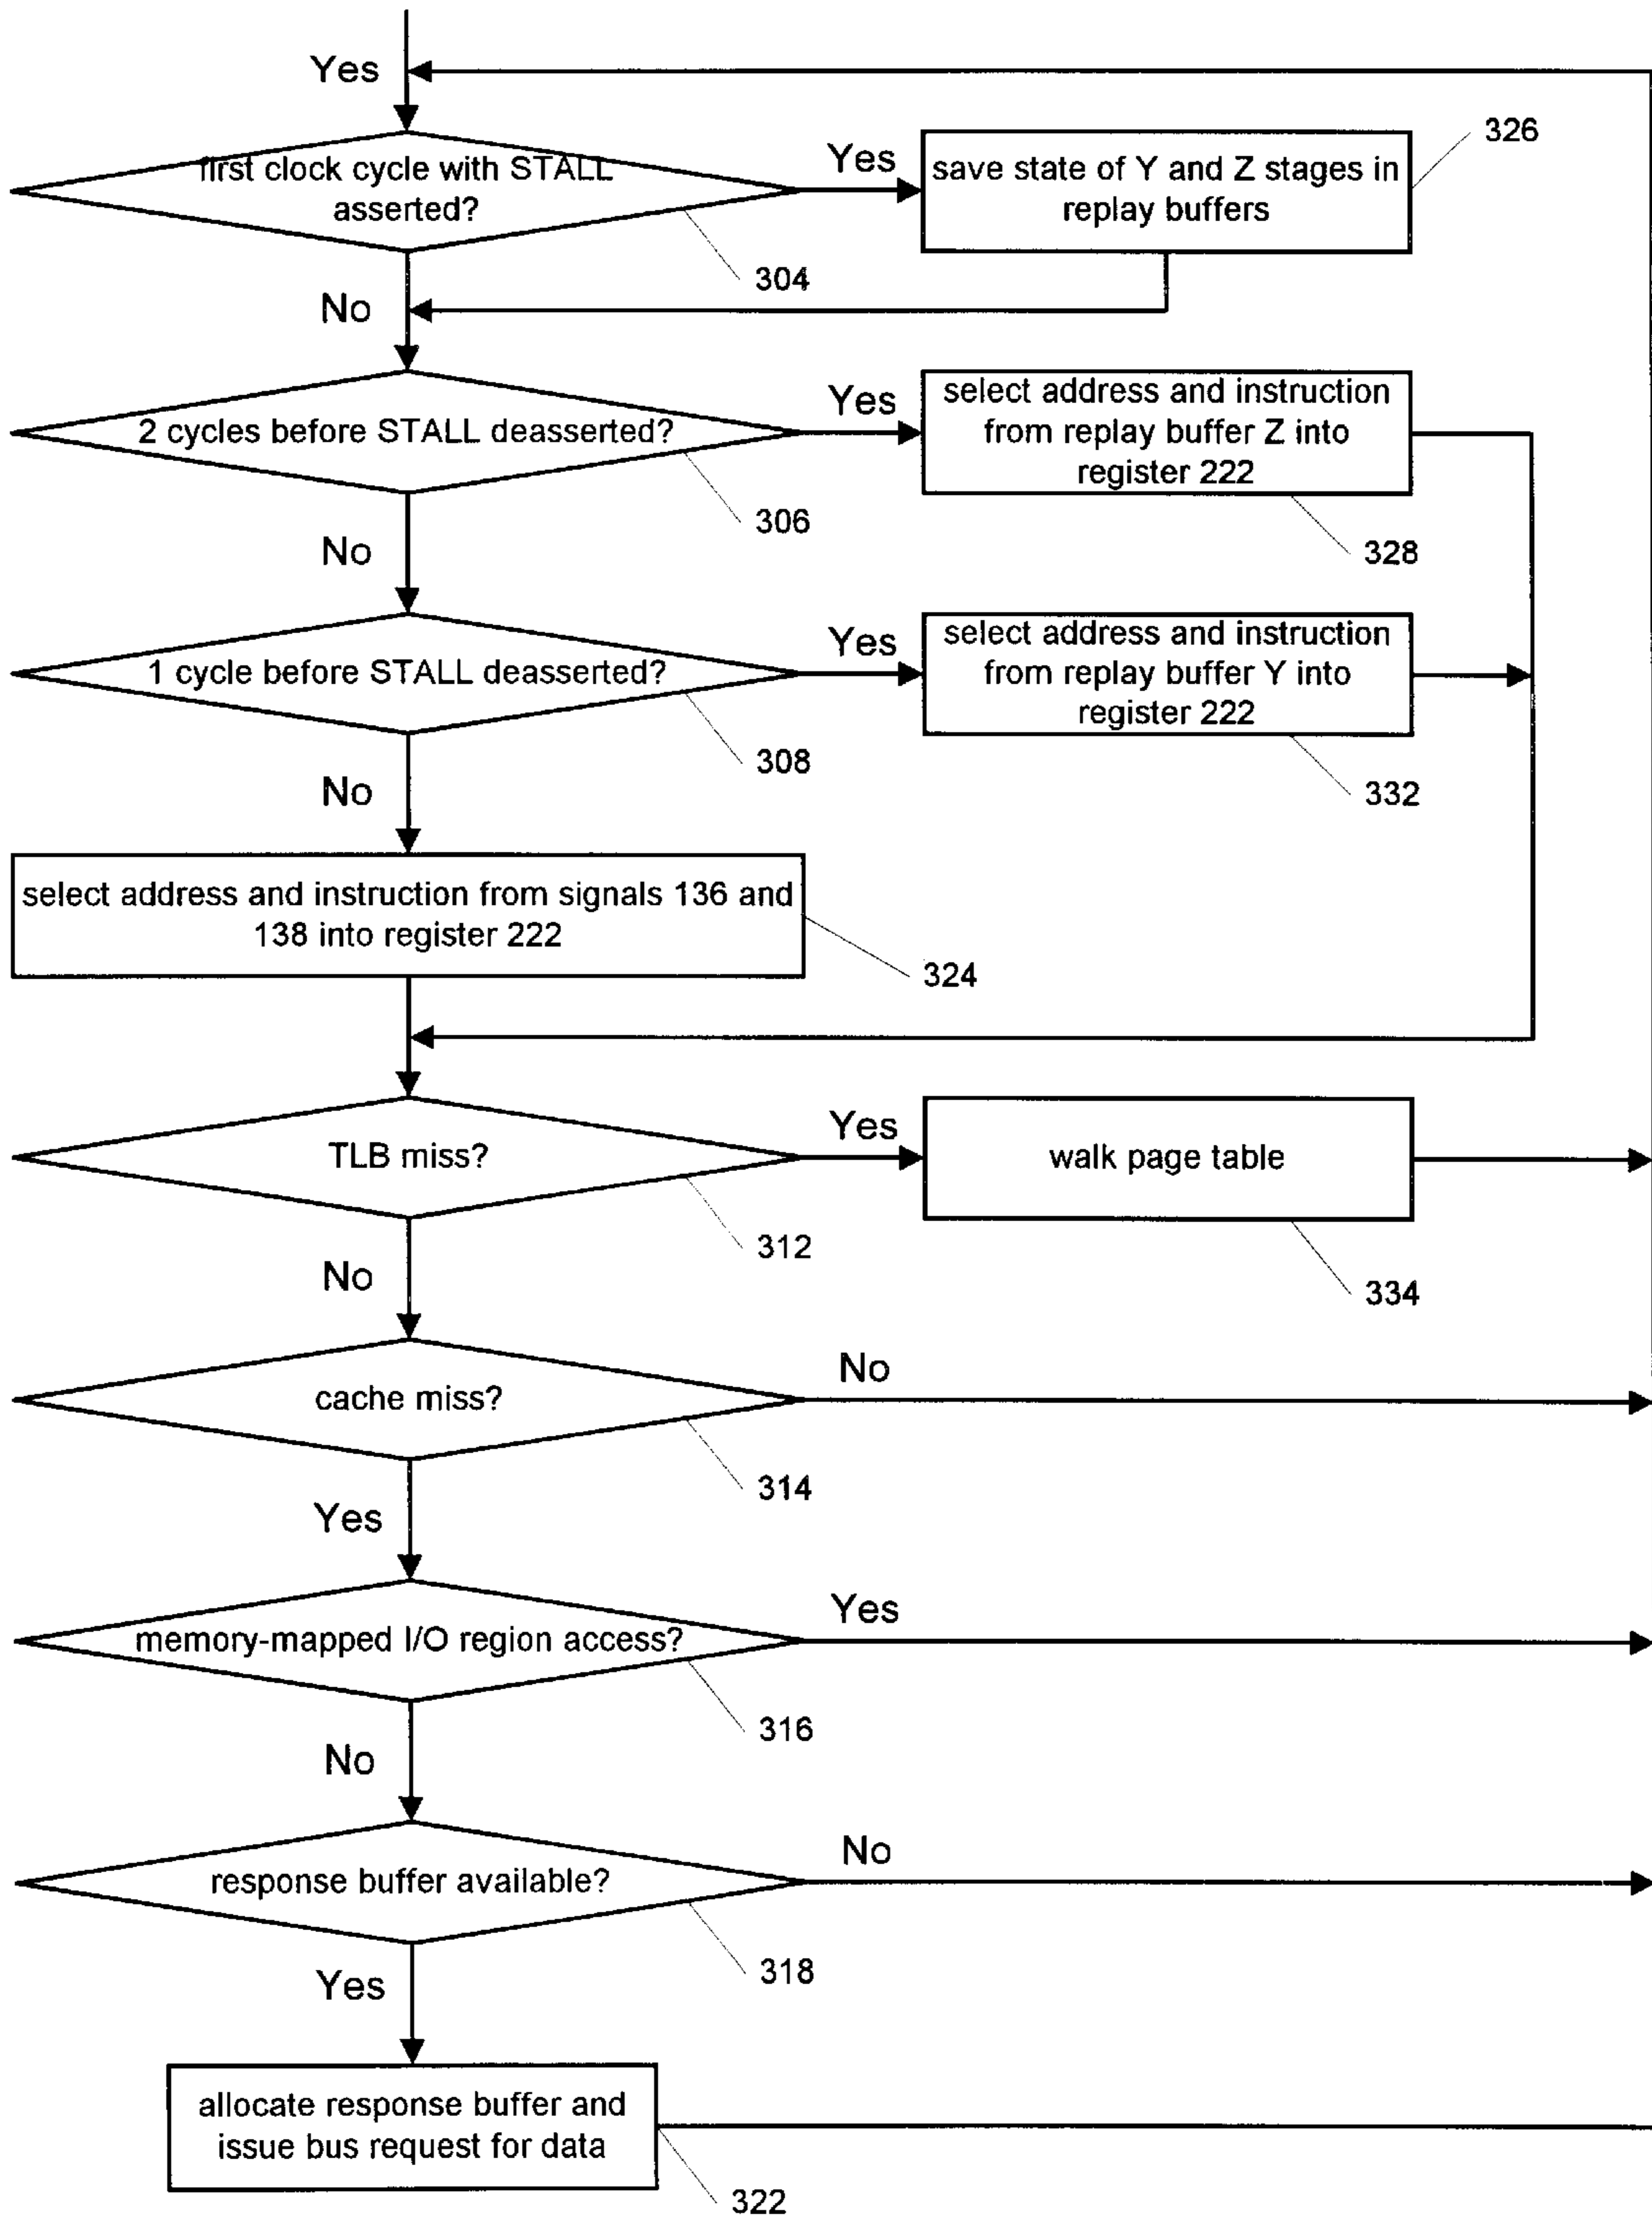 Yes
first clock cycle with STALL
asserted?
Yes
save state of Y and Z stages in
replay buffers
326
304
No
2 cycles before STALL deasserted?
Yes
select address and instruction
from replay buffer Z into
register 222
306
328
No
1 cycle before STALL deasserted?
Yes
select address and instruction
from replay buffer Y into
register 222
308
332
No
select address and instruction from signals 136 and
138 into register 222
324
TLB miss?
Yes
walk page table
312
334
No
cache miss?
No
314
Yes
memory-mapped I/O region access?
Yes
316
No
response buffer available?
No
318
Yes
allocate response buffer and
issue bus request for data
322